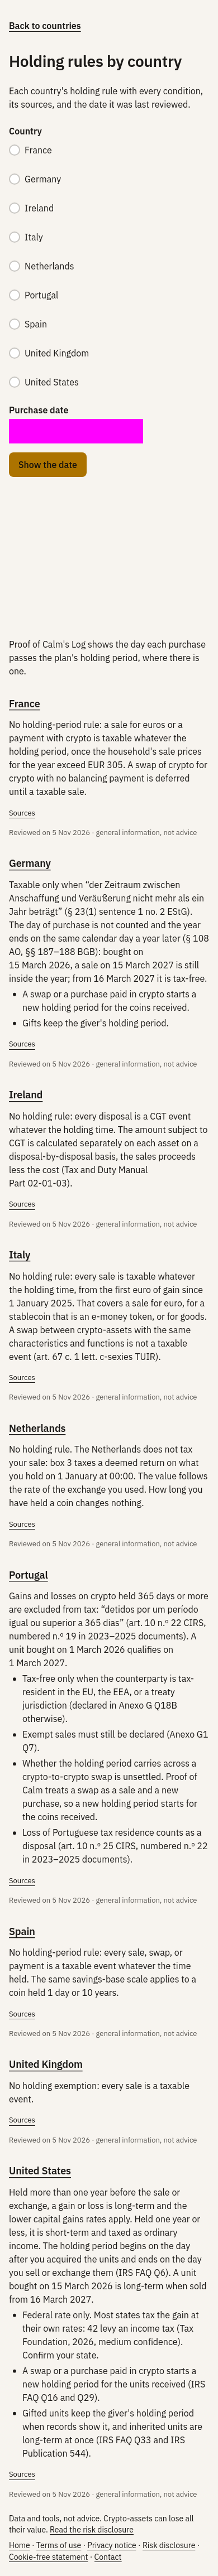 Back to countries
Holding rules by country
Each country's holding rule with every condition,
its sources, and the date it was last reviewed.
Country
France
Germany
Ireland
Italy
Netherlands
Portugal
Spain
United Kingdom
United States
Purchase date
Show the date
Proof of Calm's Log shows the day each purchase
passes the plan's holding period, where there is
one.
France
No holding-period rule: a sale for euros or a
payment with crypto is taxable whatever the
holding period, once the household's sale prices
for the year exceed EUR 305. A swap of crypto for
crypto with no balancing payment is deferred
until a taxable sale.
Sources
Reviewed on 5 Nov 2026 · general information, not advice
Germany
Taxable only when “der Zeitraum zwischen
Anschaffung und Veräußerung nicht mehr als ein
Jahr beträgt” (§ 23(1) sentence 1 no. 2 EStG).
The day of purchase is not counted and the year
ends on the same calendar day a year later (§ 108
AO, §§ 187–188 BGB): bought on
15 March 2026, a sale on 15 March 2027 is still
inside the year; from 16 March 2027 it is tax-free.
• A swap or a purchase paid in crypto starts a
new holding period for the coins received.
• Gifts keep the giver's holding period.
Sources
Reviewed on 5 Nov 2026 · general information, not advice
Ireland
No holding rule: every disposal is a CGT event
whatever the holding time. The amount subject to
CGT is calculated separately on each asset on a
disposal-by-disposal basis, the sales proceeds
less the cost (Tax and Duty Manual
Part 02-01-03).
Sources
Reviewed on 5 Nov 2026 · general information, not advice
Italy
No holding rule: every sale is taxable whatever
the holding time, from the first euro of gain since
1 January 2025. That covers a sale for euro, for a
stablecoin that is an e-money token, or for goods.
A swap between crypto-assets with the same
characteristics and functions is not a taxable
event (art. 67 c. 1 lett. c-sexies TUIR).
Sources
Reviewed on 5 Nov 2026 · general information, not advice
Netherlands
No holding rule. The Netherlands does not tax
your sale: box 3 taxes a deemed return on what
you hold on 1 January at 00:00. The value follows
the rate of the exchange you used. How long you
have held a coin changes nothing.
Sources
Reviewed on 5 Nov 2026 · general information, not advice
Portugal
Gains and losses on crypto held 365 days or more
are excluded from tax: “detidos por um período
igual ou superior a 365 dias” (art. 10 n.º 22 CIRS,
numbered n.º 19 in 2023–2025 documents). A
unit bought on 1 March 2026 qualifies on
1 March 2027.
• Tax-free only when the counterparty is tax-
resident in the EU, the EEA, or a treaty
jurisdiction (declared in Anexo G Q18B
otherwise).
• Exempt sales must still be declared (Anexo G1
Q7).
• Whether the holding period carries across a
crypto-to-crypto swap is unsettled. Proof of
Calm treats a swap as a sale and a new
purchase, so a new holding period starts for
the coins received.
• Loss of Portuguese tax residence counts as a
disposal (art. 10 n.º 25 CIRS, numbered n.º 22
in 2023–2025 documents).
Sources
Reviewed on 5 Nov 2026 · general information, not advice
Spain
No holding-period rule: every sale, swap, or
payment is a taxable event whatever the time
held. The same savings-base scale applies to a
coin held 1 day or 10 years.
Sources
Reviewed on 5 Nov 2026 · general information, not advice
United Kingdom
No holding exemption: every sale is a taxable
event.
Sources
Reviewed on 5 Nov 2026 · general information, not advice
United States
Held more than one year before the sale or
exchange, a gain or loss is long-term and the
lower capital gains rates apply. Held one year or
less, it is short-term and taxed as ordinary
income. The holding period begins on the day
after you acquired the units and ends on the day
you sell or exchange them (IRS FAQ Q6). A unit
bought on 15 March 2026 is long-term when sold
from 16 March 2027.
• Federal rate only. Most states tax the gain at
their own rates: 42 levy an income tax (Tax
Foundation, 2026, medium confidence).
Confirm your state.
• A swap or a purchase paid in crypto starts a
new holding period for the units received (IRS
FAQ Q16 and Q29).
• Gifted units keep the giver's holding period
when records show it, and inherited units are
long-term at once (IRS FAQ Q33 and IRS
Publication 544).
Sources
Reviewed on 5 Nov 2026 · general information, not advice
Data and tools, not advice. Crypto-assets can lose all
their value. Read the risk disclosure
Home · Terms of use · Privacy notice · Risk disclosure ·
Cookie-free statement · Contact